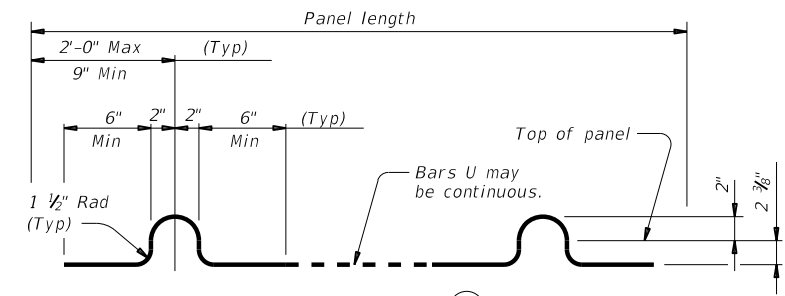 Panel length
2'-0" Max (Typ)
9" Min
6" 2" 2" 6" (Typ)
Min Min
Top of panel
Bars U may
be continuous.
1 1/2" Rad
(Typ)
2"
2 3/8"